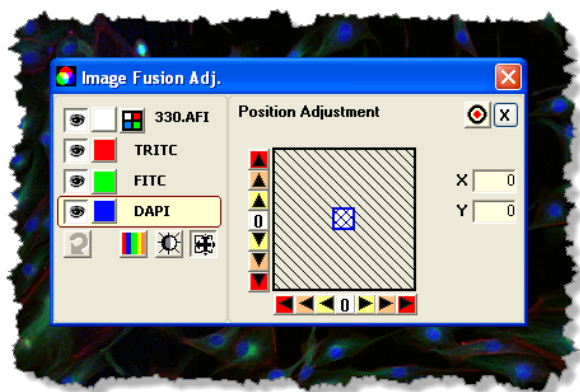 Image Fusion Adj.
330.AFI
TRITC
FITC
DAPI
Position Adjustment
X
X 0
Y 0
0
0